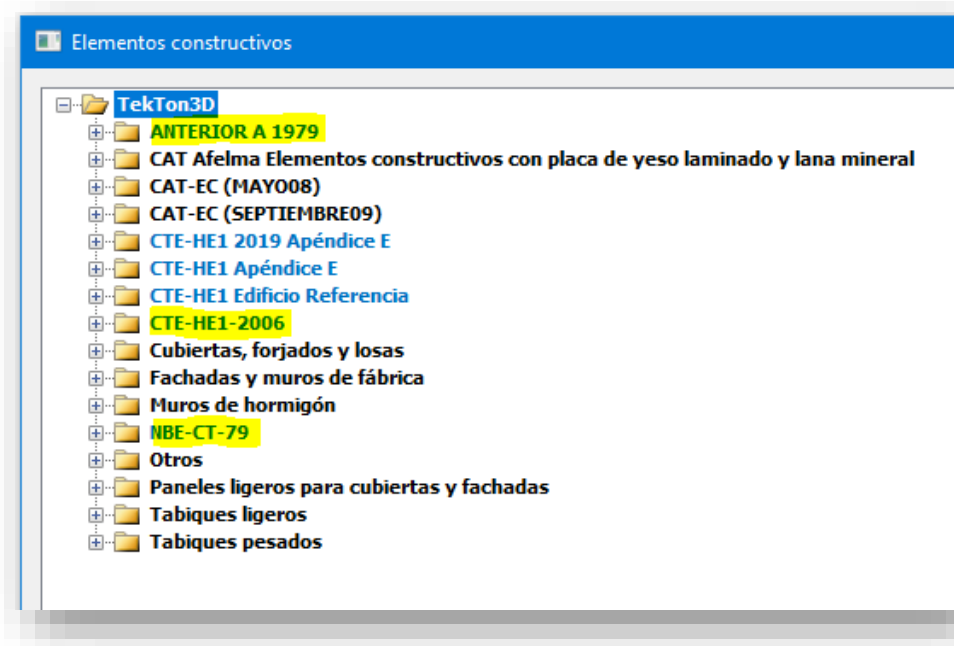 Elementos constructivos
TekTon3D
ANTERIOR A 1979
CAT Afelma Elementos constructivos con placa de yeso laminado y lana mineral
CAT-EC (MAYO08)
CAT-EC (SEPTIEMBRE09)
CTE-HE1 2019 Apéndice E
CTE-HE1 Apéndice E
CTE-HE1 Edificio Referencia
CTE-HE1-2006
Cubiertas, forjados y losas
Fachadas y muros de fábrica
Muros de hormigón
NBE-CT-79
Otros
Paneles ligeros para cubiertas y fachadas
Tabiques ligeros
Tabiques pesados